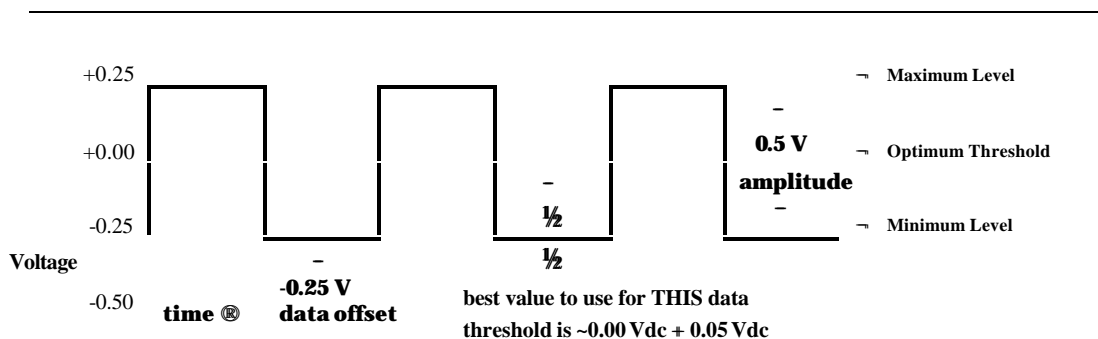 +0.25 ¬ Maximum Level
–
0.5 V
+0.00 ¬ Optimum Threshold
amplitude
– –
½
-0.25 ¬ Minimum Level
Voltage ½
–
-0.25 V
-0.50 best value to use for THIS data
time ® data offset
threshold is ~0.00 Vdc + 0.05 Vdc